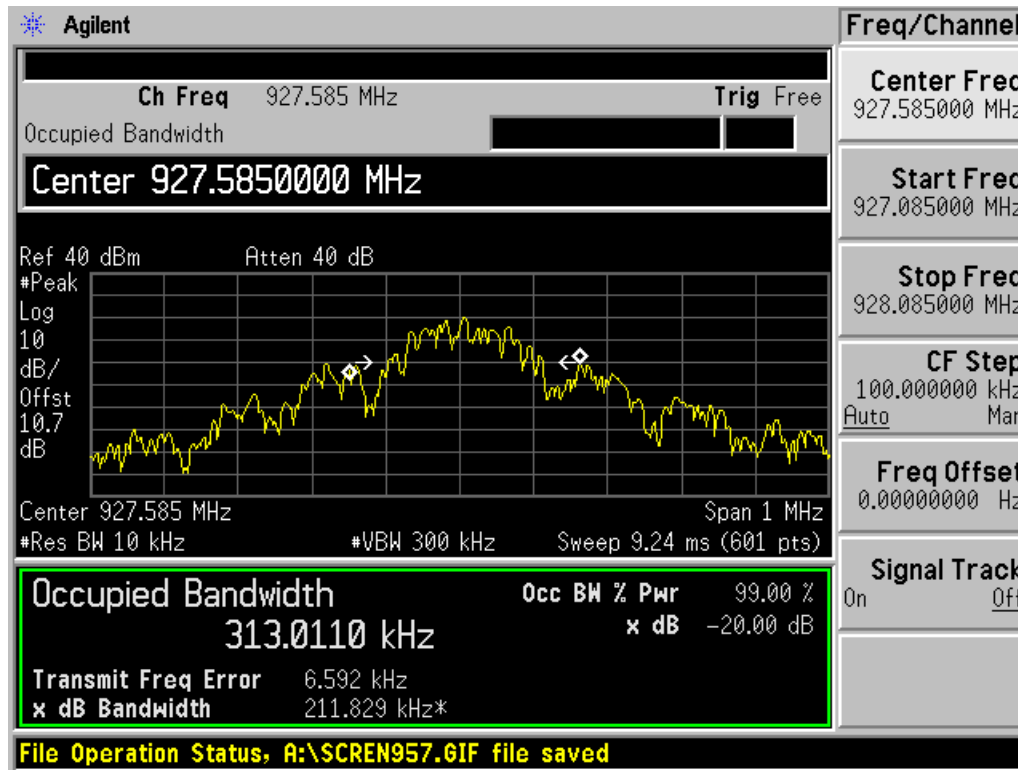 Agilent
Freq/Channel
Ch Freq 927.585 MHz Trig Free
Occupied Bandwidth
Center 927.5850000 MHz
Ref 40 dBm Atten 40 dB
#Peak
Log
10
dB/
Offst
10.7
dB
Center 927.585 MHz Span 1 MHz
#Res BW 10 kHz #VBW 300 kHz Sweep 9.24 ms (601 pts)
Occupied Bandwidth Occ BW % Pwr 99.00 %
313.0110 kHz x dB -20.00 dB
Transmit Freq Error 6.592 kHz
x dB Bandwidth 211.829 kHz*
File Operation Status, A:\SCREN957.GIF file saved
Center Freq
927.585000 MHz
Start Freq
927.085000 MHz
Stop Freq
928.085000 MHz
CF Step
100.000000 kHz
Auto Man
Freq Offset
0.00000000 Hz
Signal Track
On Off